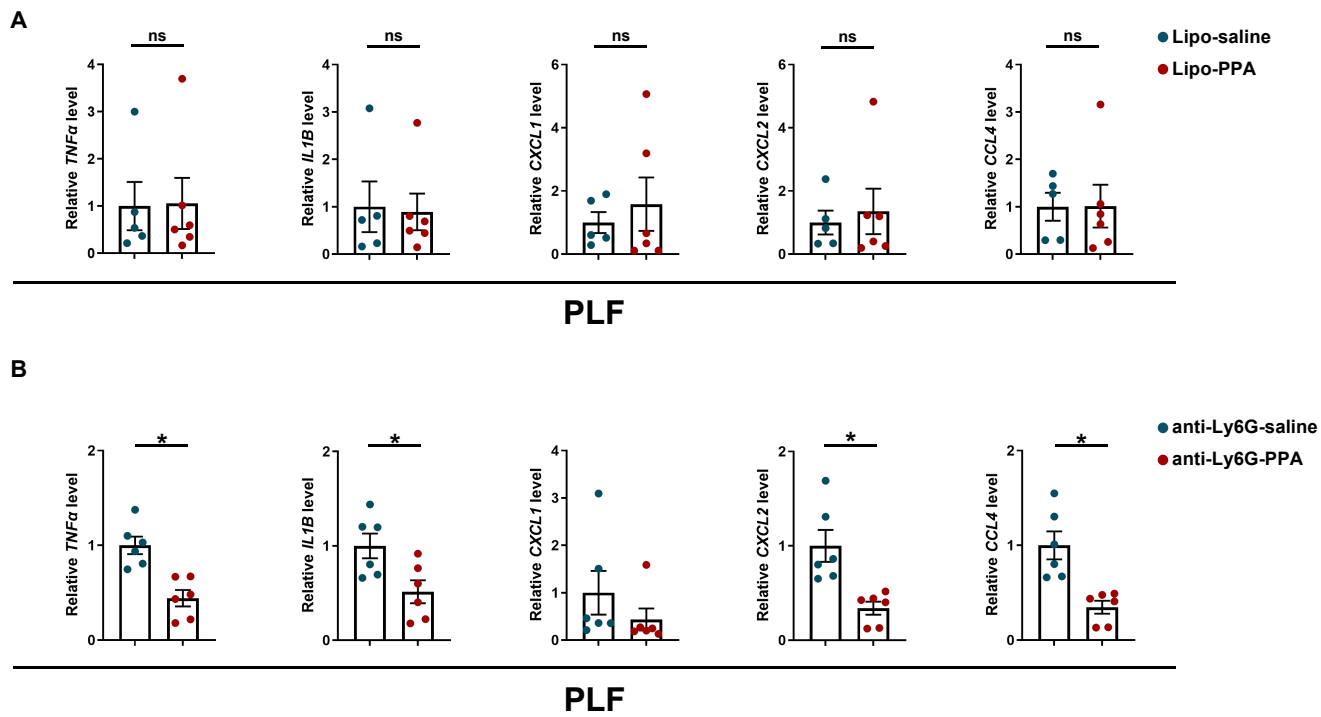 A
ns
ns
ns
ns
ns
Lipo-saline
Lipo-PPA
Relative TNFα level
4
3
2
1
0
Relative IL1B level
4
3
2
1
0
Relative CXCL1 level
6
4
2
0
Relative CXCL2 level
6
4
2
0
Relative CCL4 level
4
3
2
1
0
PLF
B
*
*
*
*
anti-Ly6G-saline
anti-Ly6G-PPA
Relative TNFα level
2
1
0
Relative IL1B level
2
1
0
Relative CXCL1 level
4
3
2
1
0
Relative CXCL2 level
2
1
0
Relative CCL4 level
2
1
0
PLF